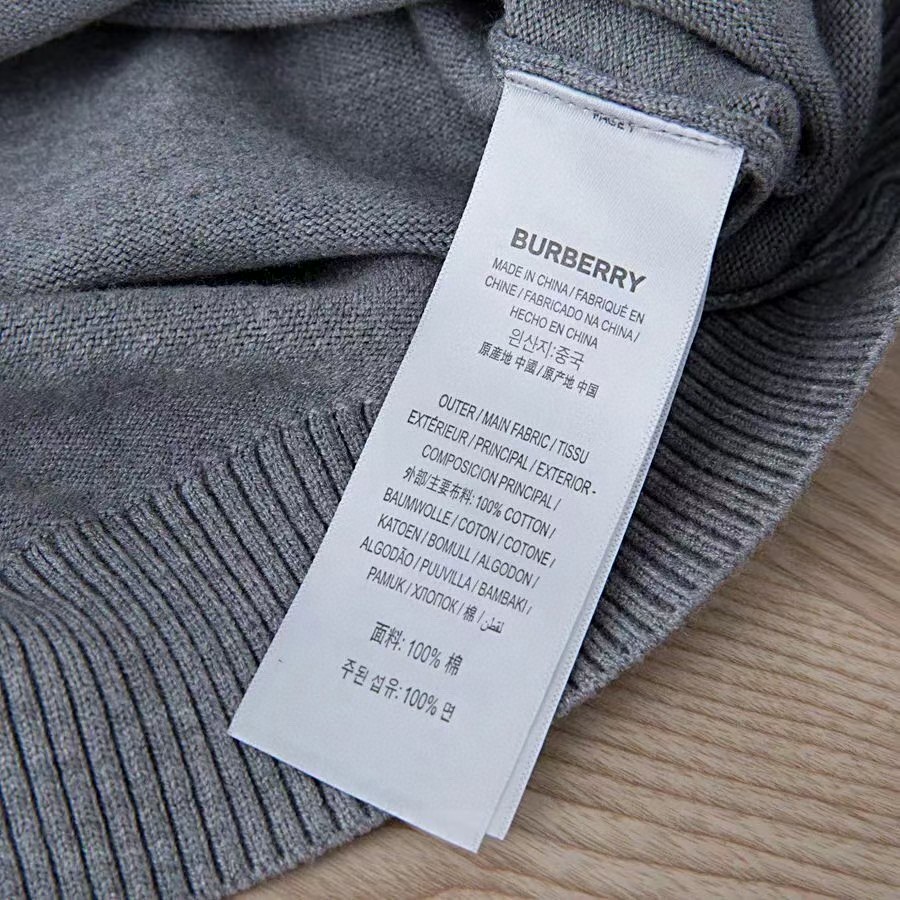 BURBERRY
MADE IN CHINA / FABRIQUÉ EN
CHINE / FABRICADO NA CHINA /
HECHO EN CHINA
원산지:중국
原産地 中國 / 原产地 中国
OUTER / MAIN FABRIC / TISSU
EXTÉRIEUR / PRINCIPAL / EXTERIOR -
COMPOSICION PRINCIPAL /
外部/主要布料: 100% COTTON /
BAUMWOLLE / COTON / COTONE /
KATOEN / BOMULL / ALGODON /
ALGODÃO / PUUVILLA / BAMBAKI /
PAMUK / ХЛОПОК / 棉 /
面料: 100% 棉
주된 섬유: 100% 면